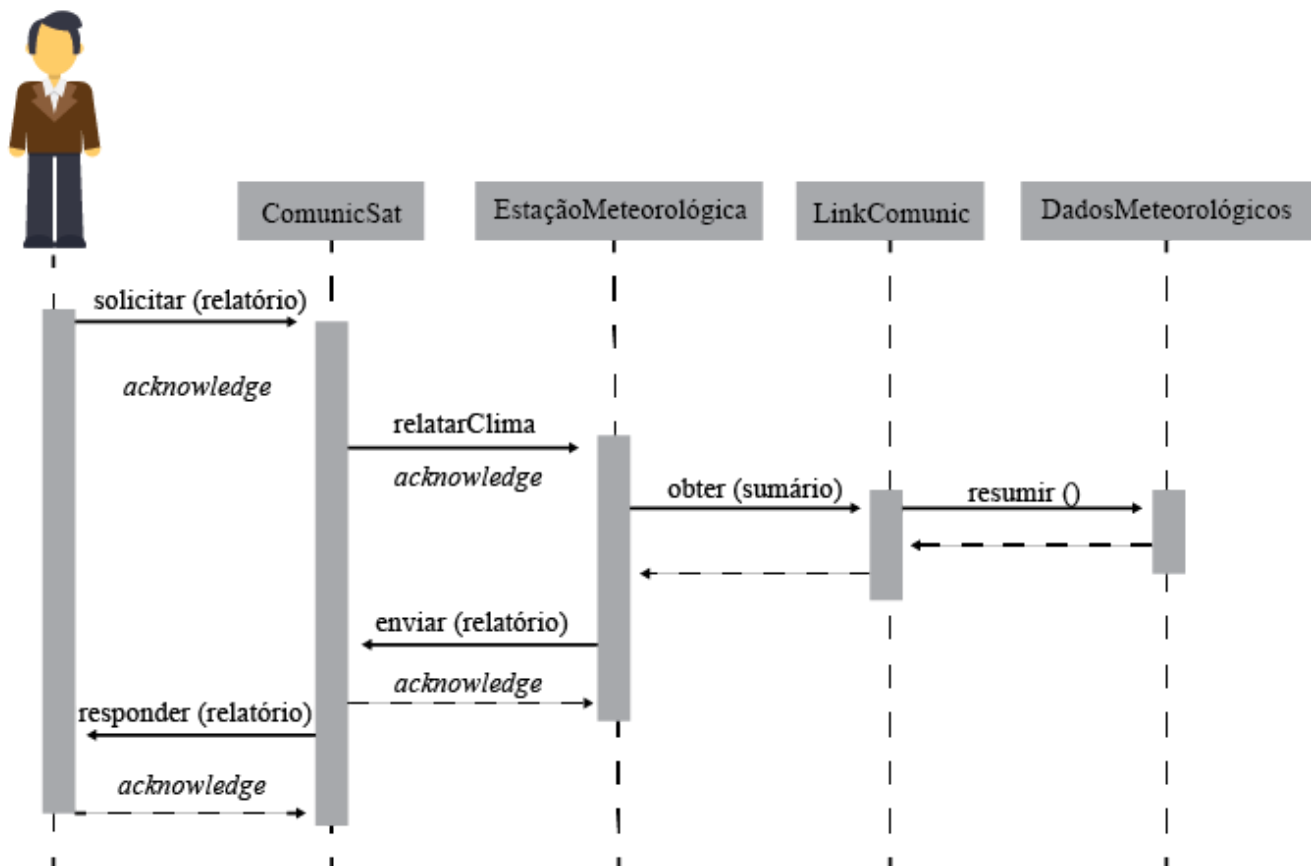 ComunicSat
EstaçãoMeteorológica
LinkComunic
DadosMeteorológicos
solicitar (relatório)
acknowledge
relatarClima
acknowledge
obter (sumário)
resumir ()
enviar (relatório)
acknowledge
responder (relatório)
acknowledge